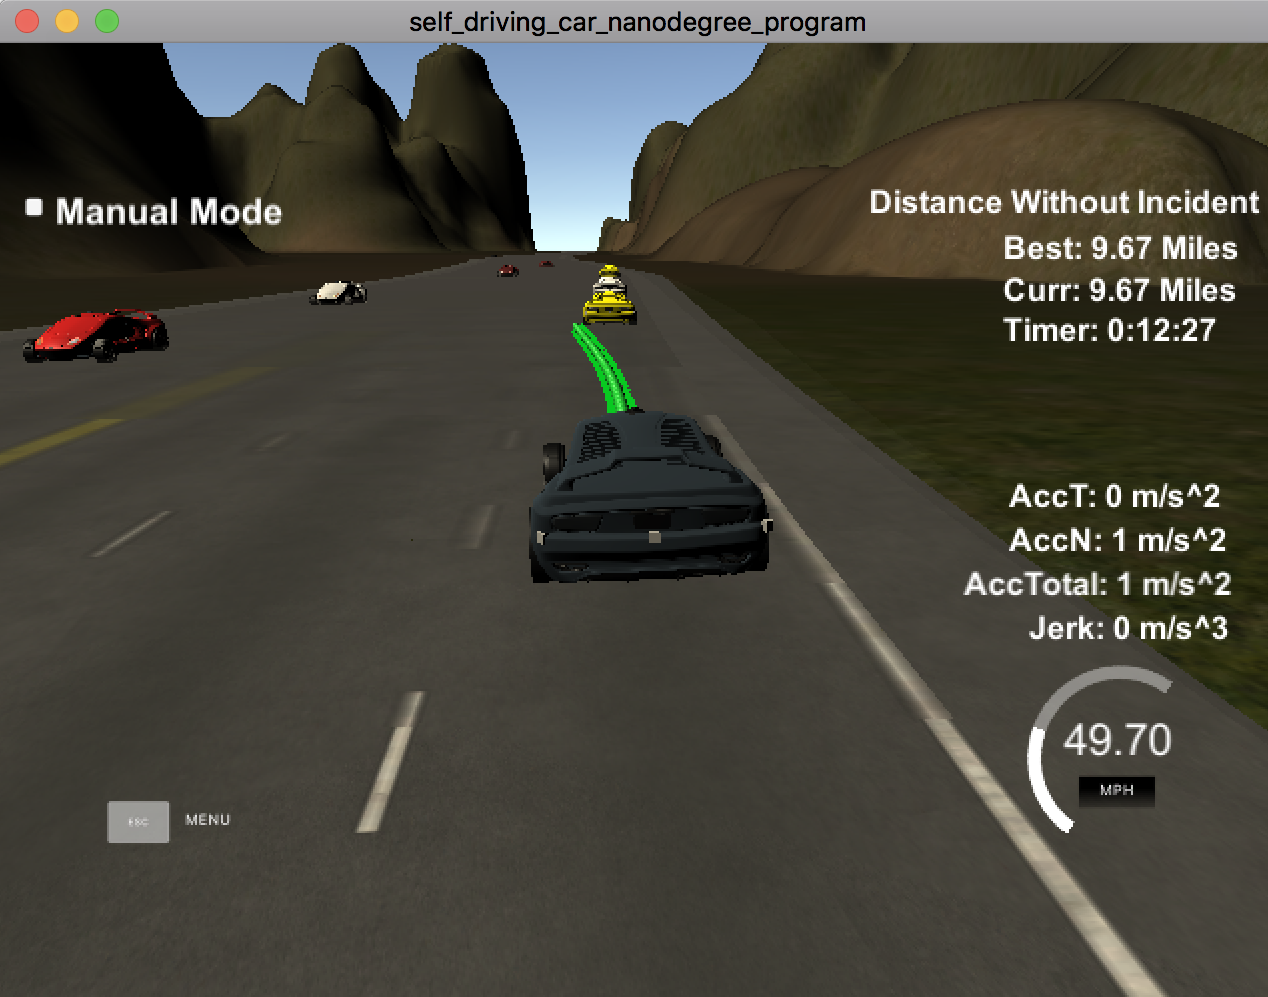 self_driving_car_nanodegree_program
Manual Mode
Distance Without Incident
Best: 9.67 Miles
Curr: 9.67 Miles
Timer: 0:12:27
AccT: 0 m/s^2
AccN: 1 m/s^2
AccTotal: 1 m/s^2
Jerk: 0 m/s^3
49.70
MPH
ESC MENU